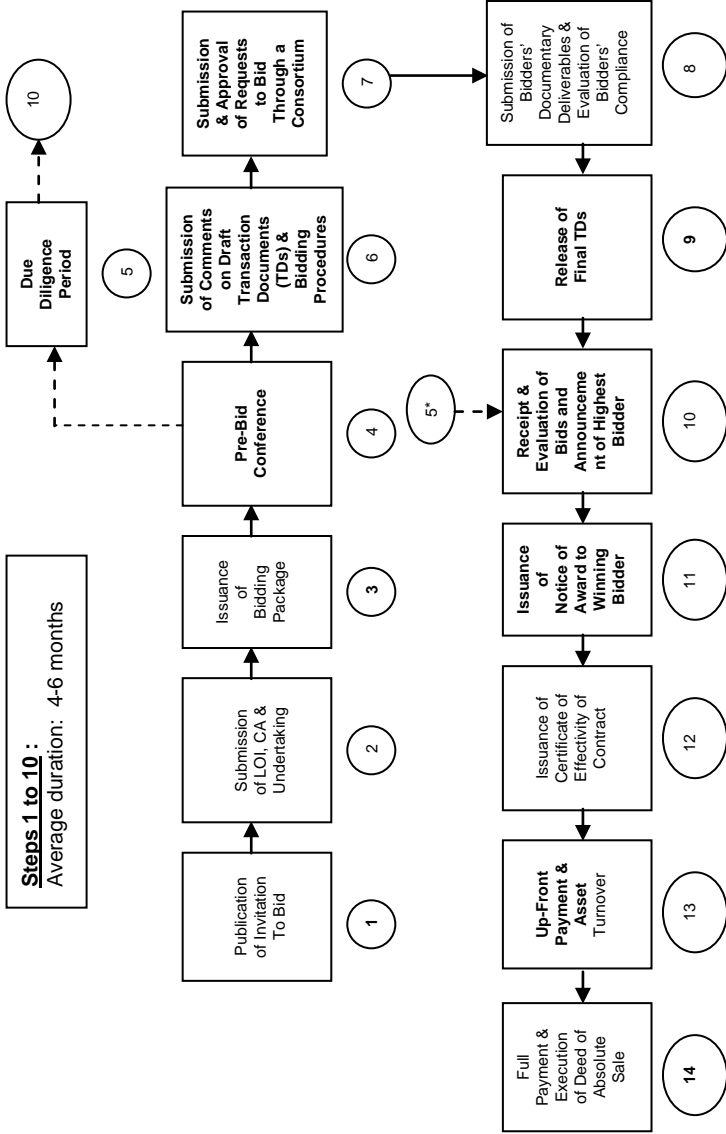 Steps 1 to 10 :
Average duration: 4-6 months
Due
Diligence
Period
10
5
Publication
of Invitation
To Bid
1
Submission
of LOI, CA &
Undertaking
2
Issuance
of
Bidding
Package
3
Pre-Bid
Conference
4
Submission
of Comments
on Draft
Transaction
Documents
(TDs) &
Bidding
Procedures
6
Submission
& Approval
of Requests
to Bid
Through a
Consortium
7
Submission of
Bidders'
Documentary
Deliverables &
Evaluation of
Bidders'
Compliance
8
Release of
Final TDs
9
5*
Receipt &
Evaluation of
Bids and
Announceme
nt of Highest
Bidder
10
Issuance
of
Notice of
Award to
Winning
Bidder
11
Issuance of
Certificate of
Effectivity of
Contract
12
Up-Front
Payment &
Asset
Turnover
13
Full
Payment &
Execution
of Deed of
Absolute
Sale
14